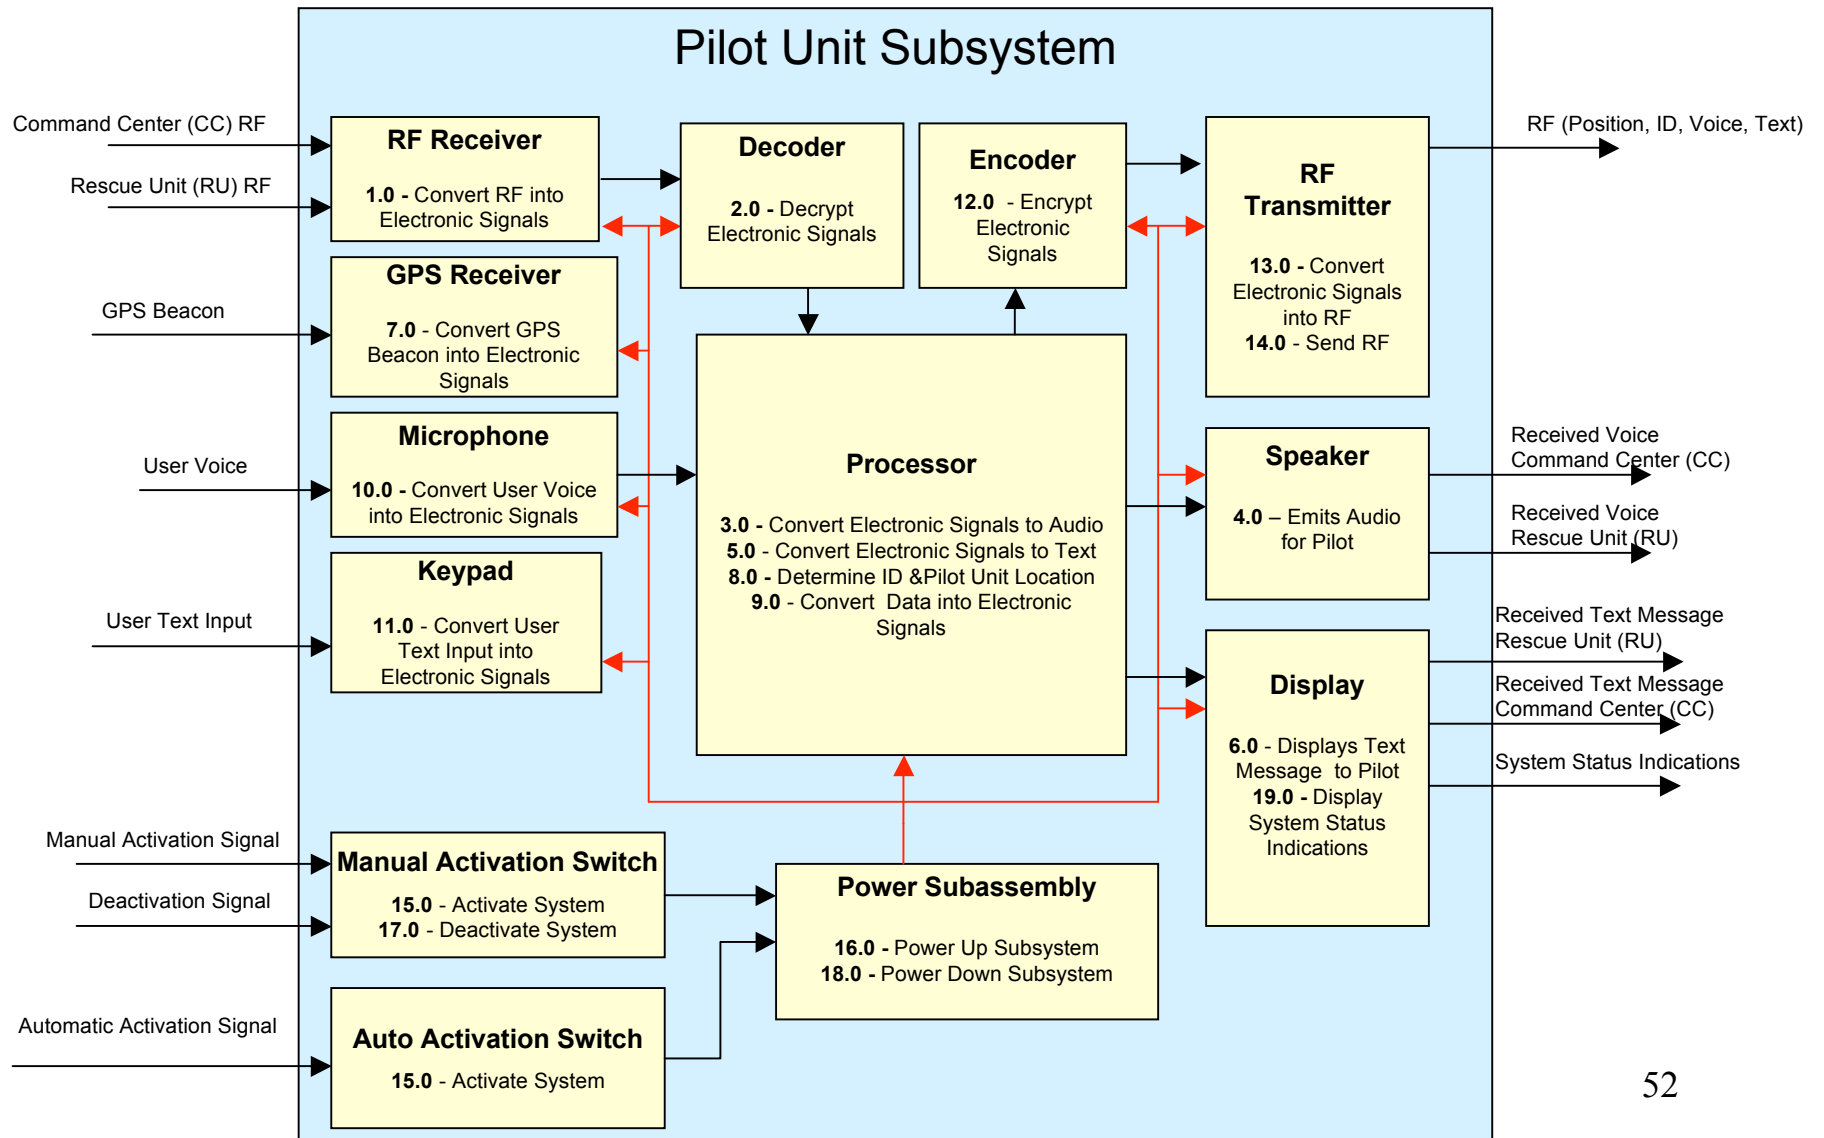 Pilot Unit Subsystem
Command Center (CC) RF
Rescue Unit (RU) RF
GPS Beacon
User Voice
User Text Input
Manual Activation Signal
Deactivation Signal
Automatic Activation Signal
RF Receiver
1.0 - Convert RF into
Electronic Signals
GPS Receiver
7.0 - Convert GPS
Beacon into Electronic
Signals
Microphone
10.0 - Convert User Voice
into Electronic Signals
Keypad
11.0 - Convert User
Text Input into
Electronic Signals
Manual Activation Switch
15.0 - Activate System
17.0 - Deactivate System
Auto Activation Switch
15.0 - Activate System
Decoder
2.0 - Decrypt
Electronic Signals
Encoder
12.0 - Encrypt
Electronic
Signals
Processor
3.0 - Convert Electronic Signals to Audio
5.0 - Convert Electronic Signals to Text
8.0 - Determine ID &Pilot Unit Location
9.0 - Convert Data into Electronic
Signals
Power Subassembly
16.0 - Power Up Subsystem
18.0 - Power Down Subsystem
RF
Transmitter
13.0 - Convert
Electronic Signals
into RF
14.0 - Send RF
Speaker
4.0 – Emits Audio
for Pilot
Display
6.0 - Displays Text
Message to Pilot
19.0 - Display
System Status
Indications
RF (Position, ID, Voice, Text)
Received Voice
Command Center (CC)
Received Voice
Rescue Unit (RU)
Received Text Message
Rescue Unit (RU)
Received Text Message
Command Center (CC)
System Status Indications
52